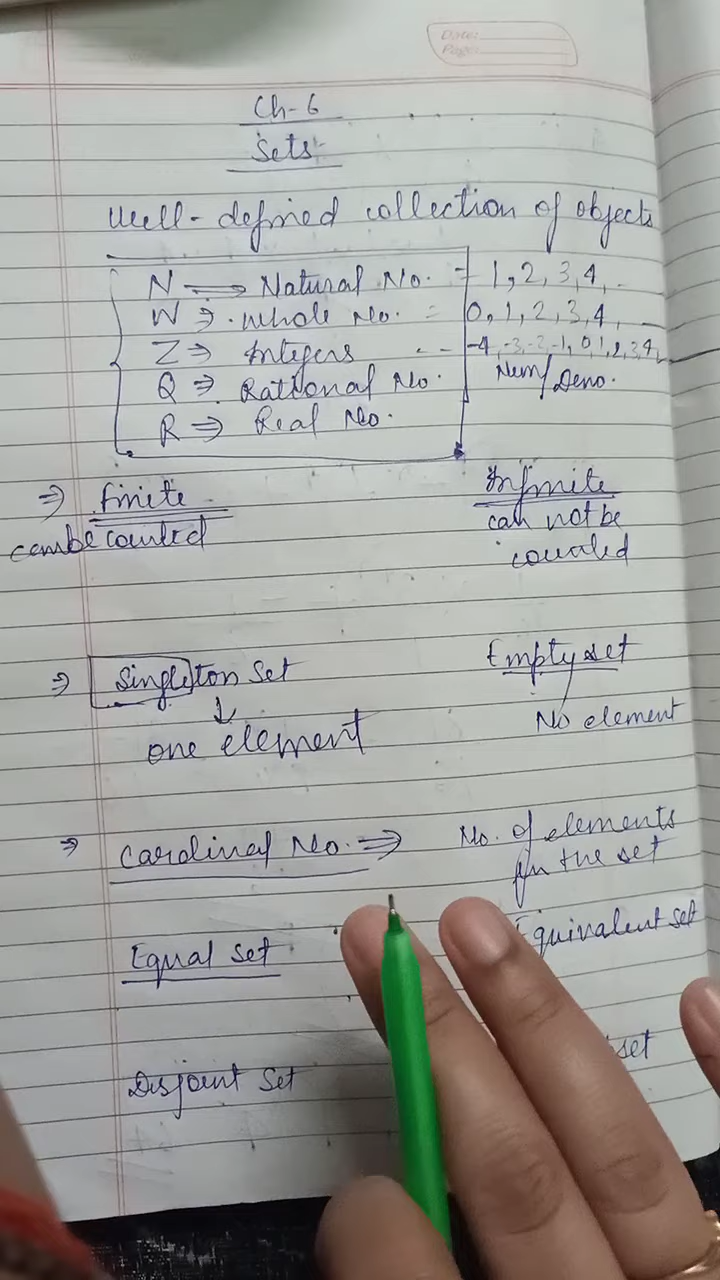 Date:
Page:
Ch-6
Sets
Well-defined collection of objects
N → Natural No. - 1, 2, 3, 4,
W ⇒ Whole No. = 0, 1, 2, 3, 4,
Z ⇒ Integers -- -4, -3, -2, -1, 0, 1, 2, 3, 4,
Q ⇒ Rational No. Num/Deno.
R ⇒ Real No.
⇒ Finite Infinite
can be counted can not be
counted
⇒ Singleton Set Empty set
↓
one element No element
⇒ Cardinal No. ⇒ No. of elements
in the set
Equal Set Equivalent set
Disjoint Set set